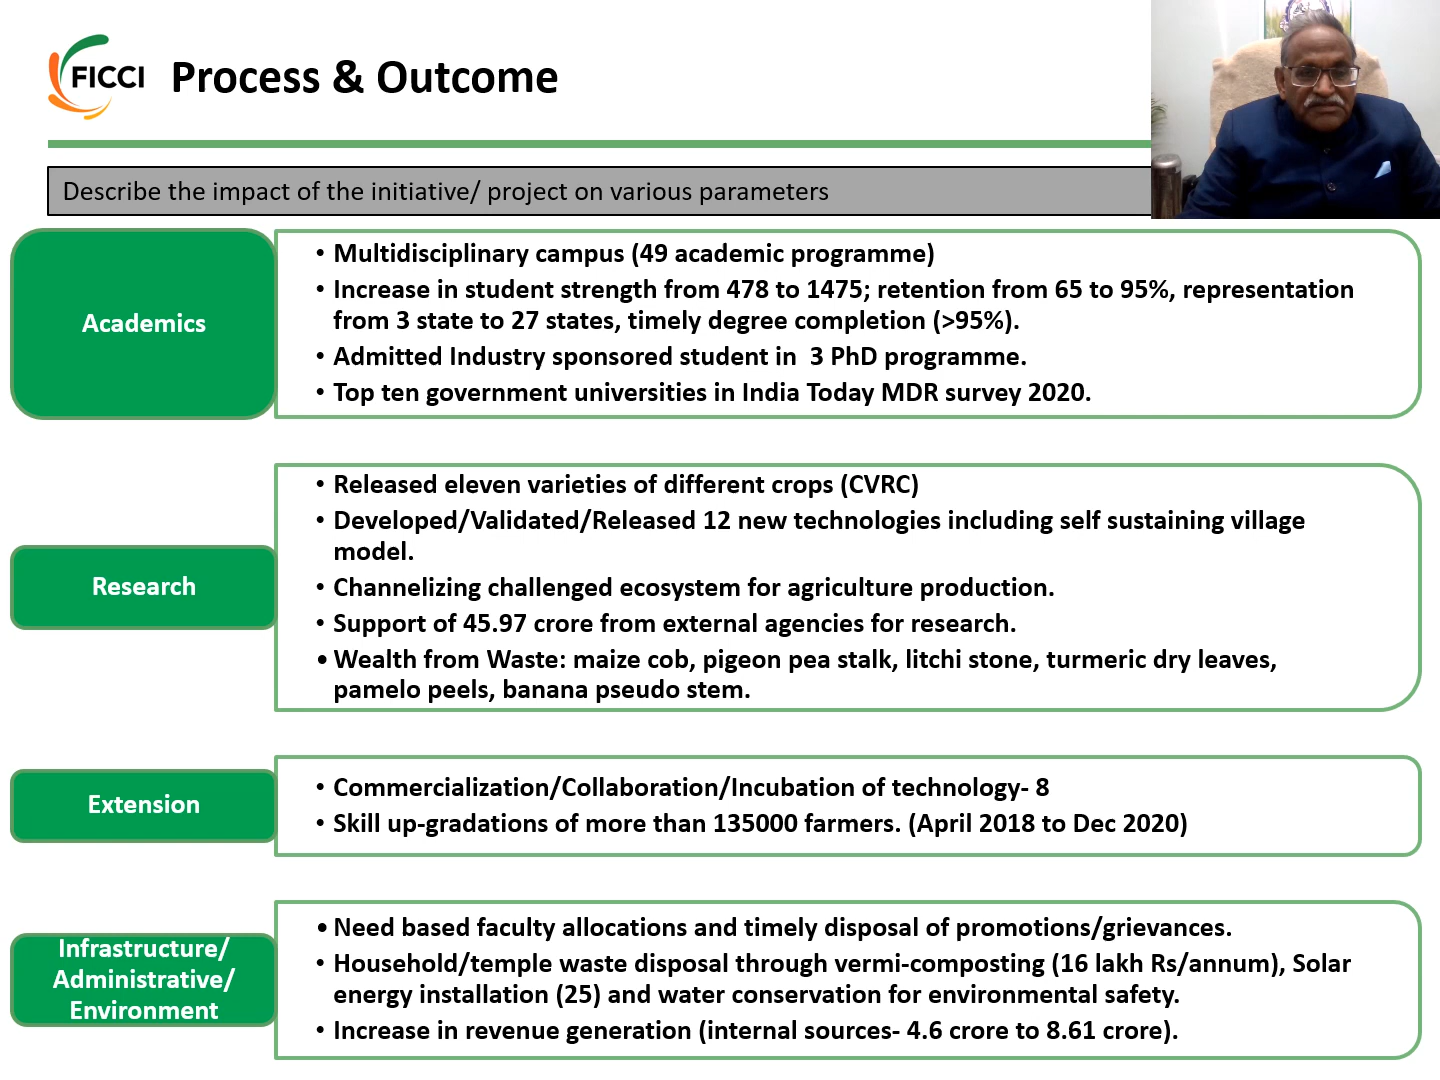 FICCI
Process & Outcome
Describe the impact of the initiative/ project on various parameters
Academics
• Multidisciplinary campus (49 academic programme)
• Increase in student strength from 478 to 1475; retention from 65 to 95%, representation
from 3 state to 27 states, timely degree completion (>95%).
• Admitted Industry sponsored student in  3 PhD programme.
• Top ten government universities in India Today MDR survey 2020.
Research
• Released eleven varieties of different crops (CVRC)
• Developed/Validated/Released 12 new technologies including self sustaining village
model.
• Channelizing challenged ecosystem for agriculture production.
• Support of 45.97 crore from external agencies for research.
• Wealth from Waste: maize cob, pigeon pea stalk, litchi stone, turmeric dry leaves,
pamelo peels, banana pseudo stem.
Extension
• Commercialization/Collaboration/Incubation of technology- 8
• Skill up-gradations of more than 135000 farmers. (April 2018 to Dec 2020)
Infrastructure/
Administrative/
Environment
• Need based faculty allocations and timely disposal of promotions/grievances.
• Household/temple waste disposal through vermi-composting (16 lakh Rs/annum), Solar
energy installation (25) and water conservation for environmental safety.
• Increase in revenue generation (internal sources- 4.6 crore to 8.61 crore).